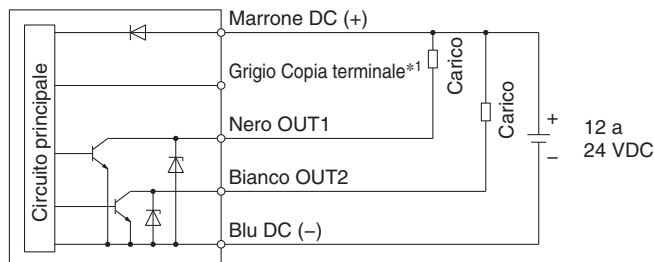 Marrone DC (+)
Grigio Copia terminale*1
Nero OUT1
Bianco OUT2
Blu DC (−)
Circuito principale
Carico
Carico
+
12 a
24 VDC
−